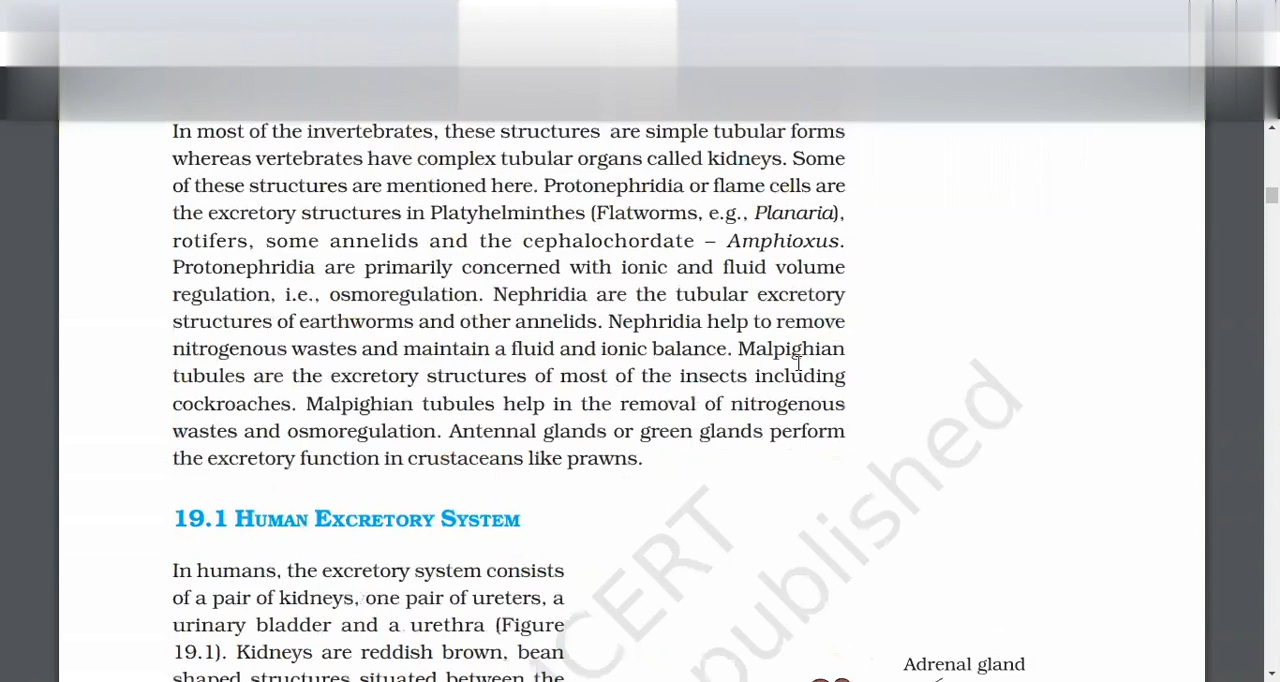 In most of the invertebrates, these structures are simple tubular forms
whereas vertebrates have complex tubular organs called kidneys. Some
of these structures are mentioned here. Protonephridia or flame cells are
the excretory structures in Platyhelminthes (Flatworms, e.g., Planaria),
rotifers, some annelids and the cephalochordate – Amphioxus.
Protonephridia are primarily concerned with ionic and fluid volume
regulation, i.e., osmoregulation. Nephridia are the tubular excretory
structures of earthworms and other annelids. Nephridia help to remove
nitrogenous wastes and maintain a fluid and ionic balance. Malpighian
tubules are the excretory structures of most of the insects including
cockroaches. Malpighian tubules help in the removal of nitrogenous
wastes and osmoregulation. Antennal glands or green glands perform
the excretory function in crustaceans like prawns.
19.1 HUMAN EXCRETORY SYSTEM
In humans, the excretory system consists
of a pair of kidneys, one pair of ureters, a
urinary bladder and a urethra (Figure
19.1). Kidneys are reddish brown, bean
shaped structures situated between the
Adrenal gland
NCERT
published